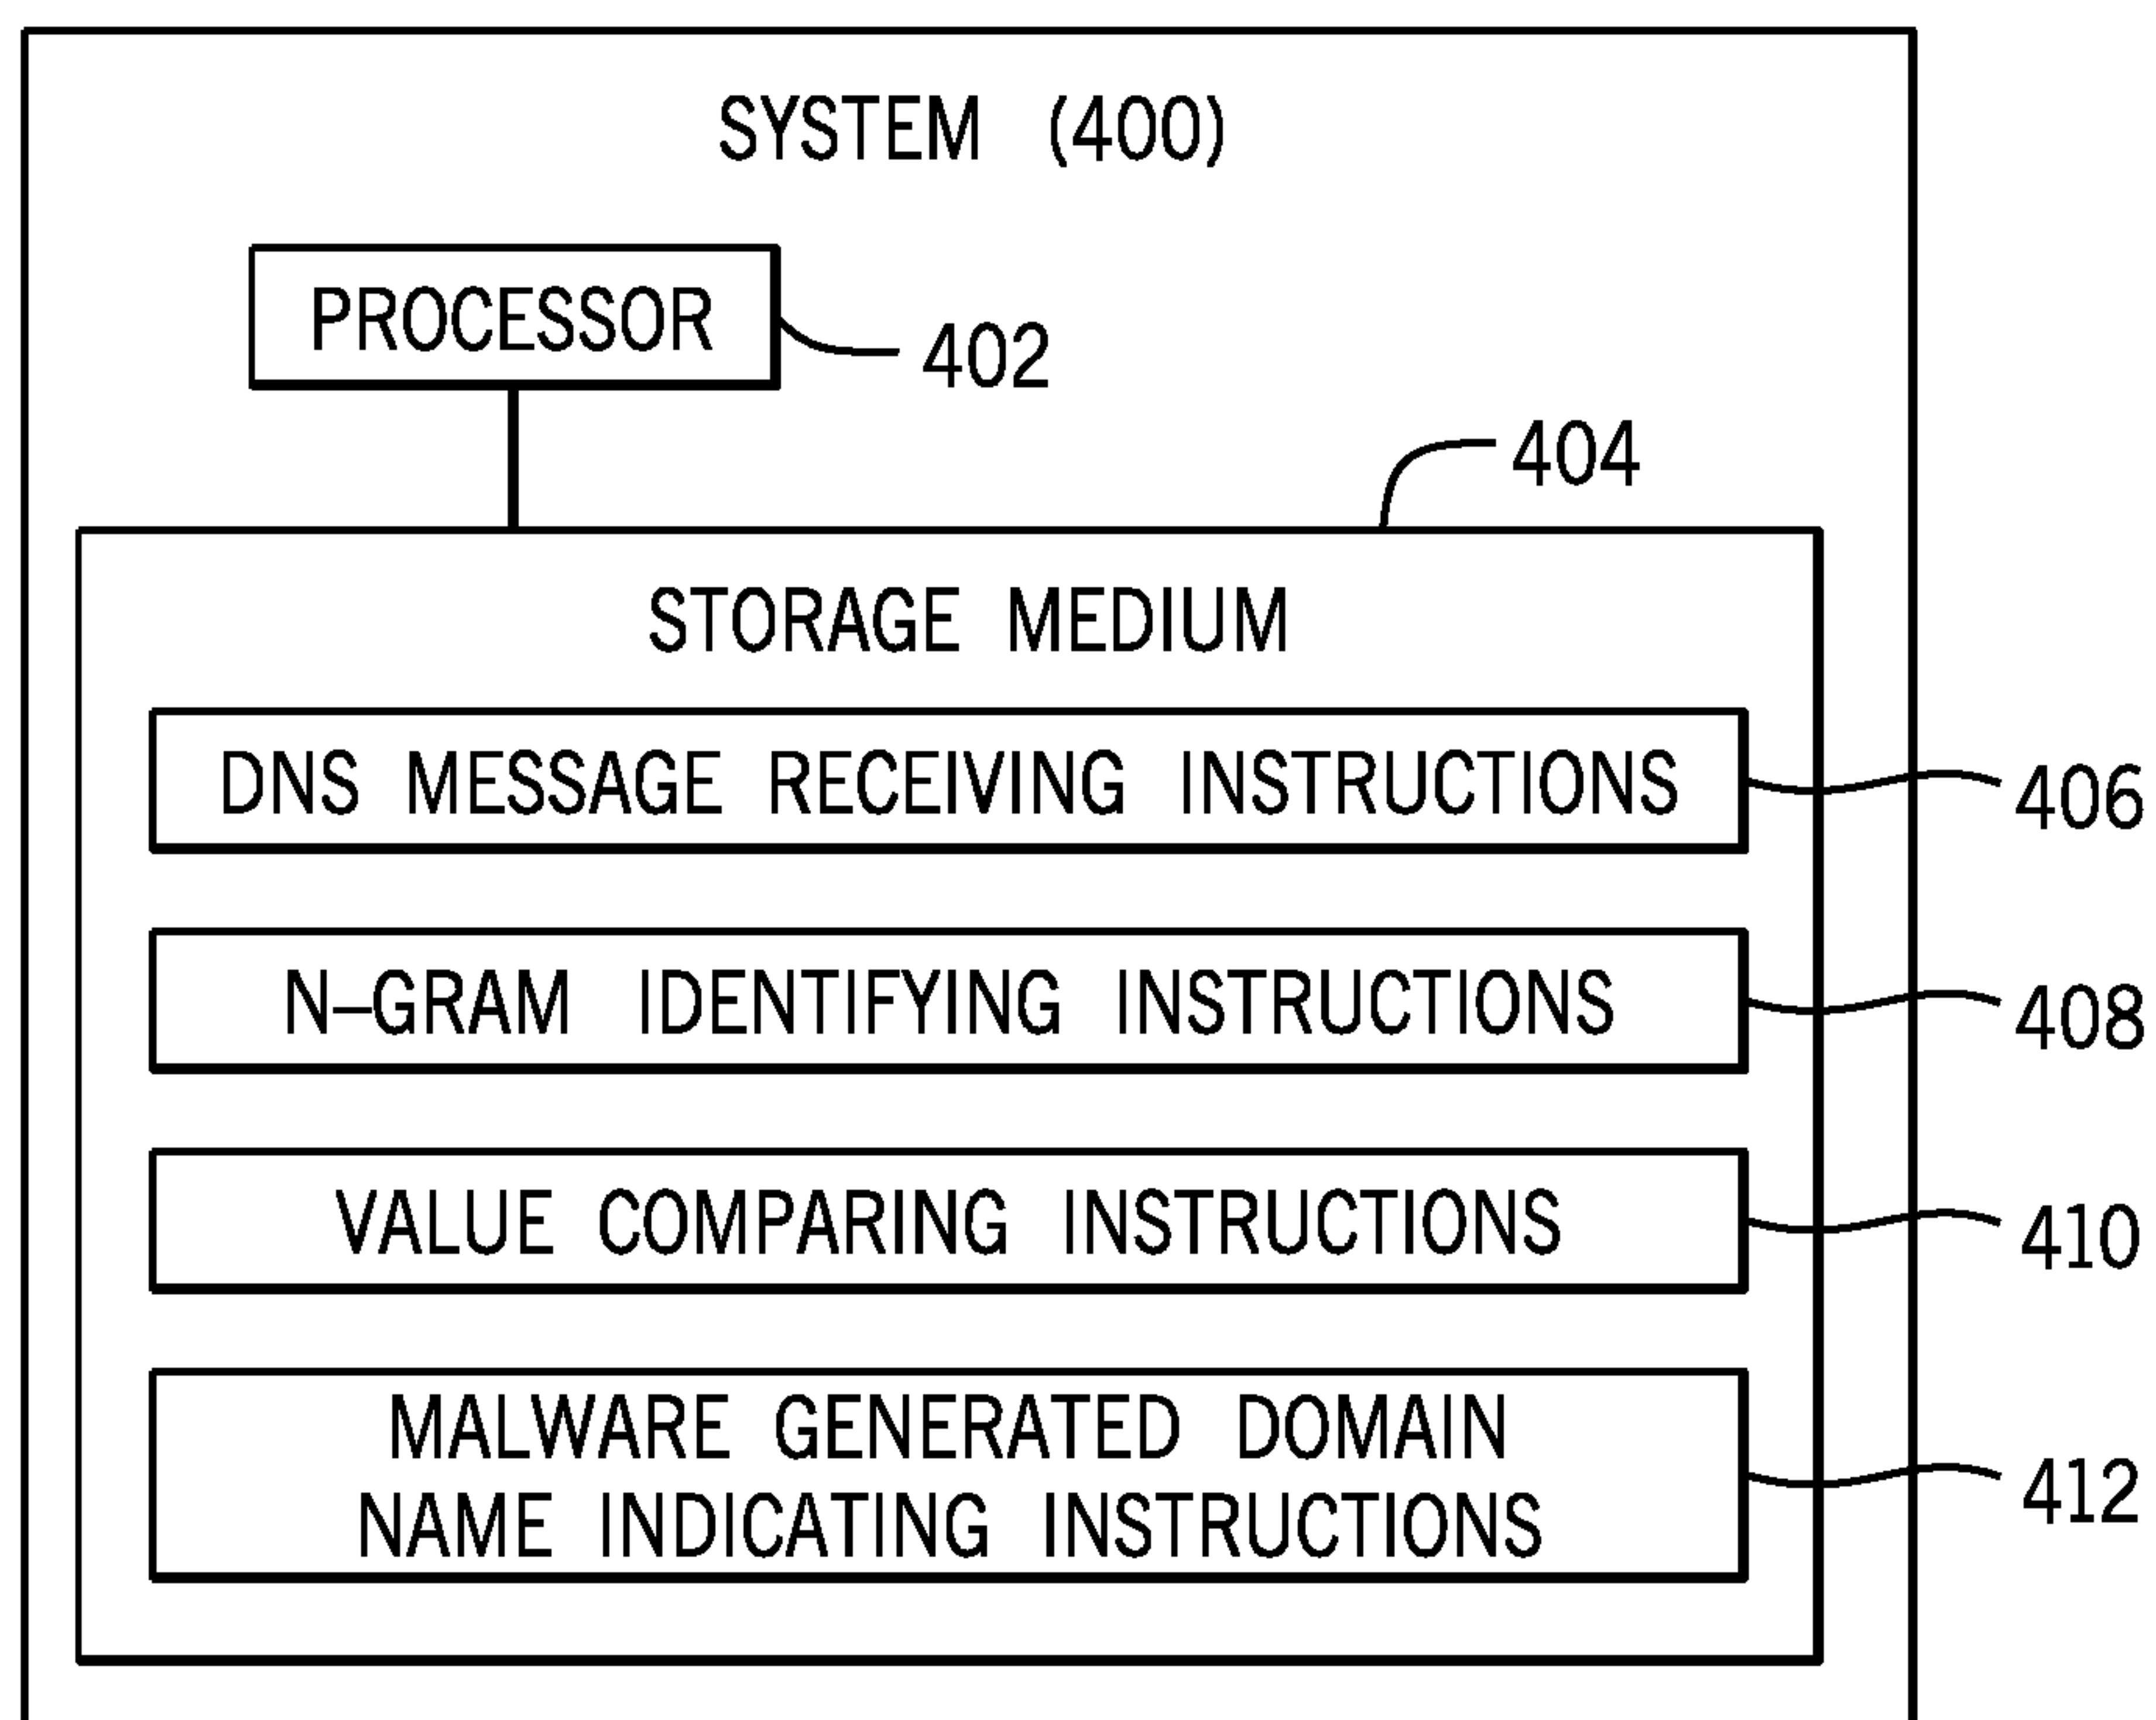 SYSTEM (400)
PROCESSOR
402
404
STORAGE MEDIUM
DNS MESSAGE RECEIVING INSTRUCTIONS
406
N–GRAM IDENTIFYING INSTRUCTIONS
408
VALUE COMPARING INSTRUCTIONS
410
MALWARE GENERATED DOMAIN
NAME INDICATING INSTRUCTIONS
412